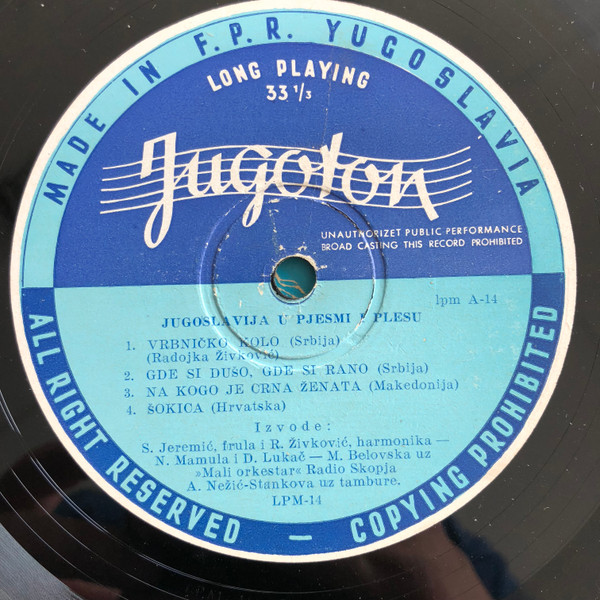 MADE IN F.P.R. YUGOSLAVIA
LONG PLAYING
33 1/3
Jugoton
UNAUTHORIZET PUBLIC PERFORMANCE
BROAD CASTING THIS RECORD PROHIBITED
lpm A-14
JUGOSLAVIJA U PJESMI I PLESU
1. VRBNIČKO KOLO (Srbija)
(Radojka Živković)
2. GDE SI DUŠO, GDE SI RANO (Srbija)
3. NA KOGO JE CRNA ŽENATA (Makedonija)
4. ŠOKICA (Hrvatska)
Izvode:
S. Jeremić, frula i R. Živković, harmonika —
N. Mamula i D. Lukač — M. Belovska uz
»Mali orkestar« Radio Skopja
A. Nežić-Stankova uz tambure.
LPM-14
ALL RIGHT RESERVED — COPYING PROHIBITED